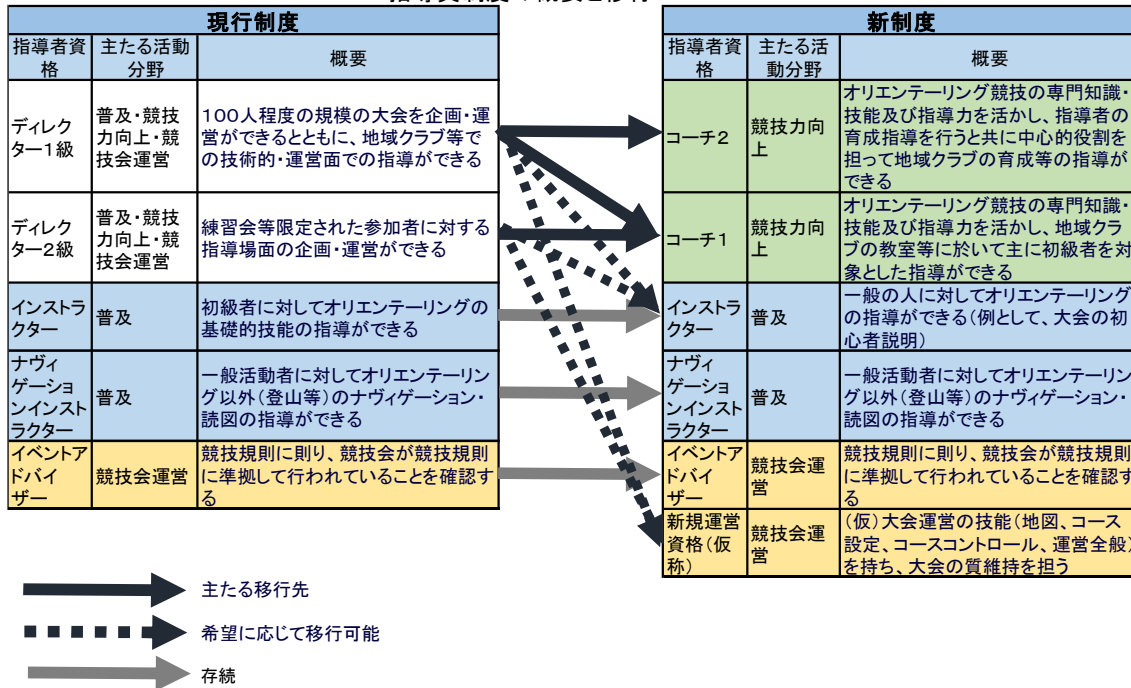 現行制度
指導者資
格
主たる活動
分野
概要
ディレク
ター1級
普及・競技
力向上・競
技会運営
100人程度の規模の大会を企画・運
営ができるとともに、地域クラブ等で
の技術的・運営面での指導ができる
ディレク
ター2級
普及・競技
力向上・競
技会運営
練習会等限定された参加者に対する
指導場面の企画・運営ができる
インストラ
クター
普及
初級者に対してオリエンテーリングの
基礎的技能の指導ができる
ナヴィ
ゲーショ
ンインスト
ラクター
普及
一般活動者に対してオリエンテーリン
グ以外(登山等)のナヴィゲーション・
読図の指導ができる
イベントア
ドバイ
ザー
競技会運営
競技規則に則り、競技会が競技規則
に準拠して行われていることを確認す
る
新制度
指導者資
格
主たる活
動分野
概要
コーチ2
競技力向
上
オリエンテーリング競技の専門知識・
技能及び指導力を活かし、指導者の
育成指導を行うと共に中心的役割を
担って地域クラブの育成等の指導が
できる
コーチ1
競技力向
上
オリエンテーリング競技の専門知識・
技能及び指導力を活かし、地域クラ
ブの教室等に於いて主に初級者を対
象とした指導ができる
インストラ
クター
普及
一般の人に対してオリエンテーリング
の指導ができる(例として、大会の初
心者説明)
ナヴィ
ゲーショ
ンインスト
ラクター
普及
一般活動者に対してオリエンテーリン
グ以外(登山等)のナヴィゲーション・
読図の指導ができる
イベントア
ドバイ
ザー
競技会運
営
競技規則に則り、競技会が競技規則
に準拠して行われていることを確認す
る
新規運営
資格(仮
称)
競技会運
営
(仮)大会運営の技能(地図、コース
設定、コースコントロール、運営全般)
を持ち、大会の質維持を担う
主たる移行先
希望に応じて移行可能
存続